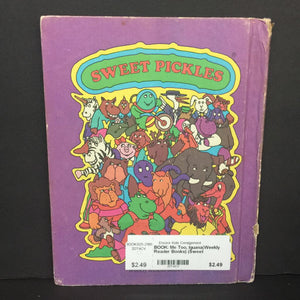 SWEET PICKLES
Encore Kids Consignment
BOOK: Me Too, Iguana(Weekly
Reader Books) (Sweet
$2.49
$2.49